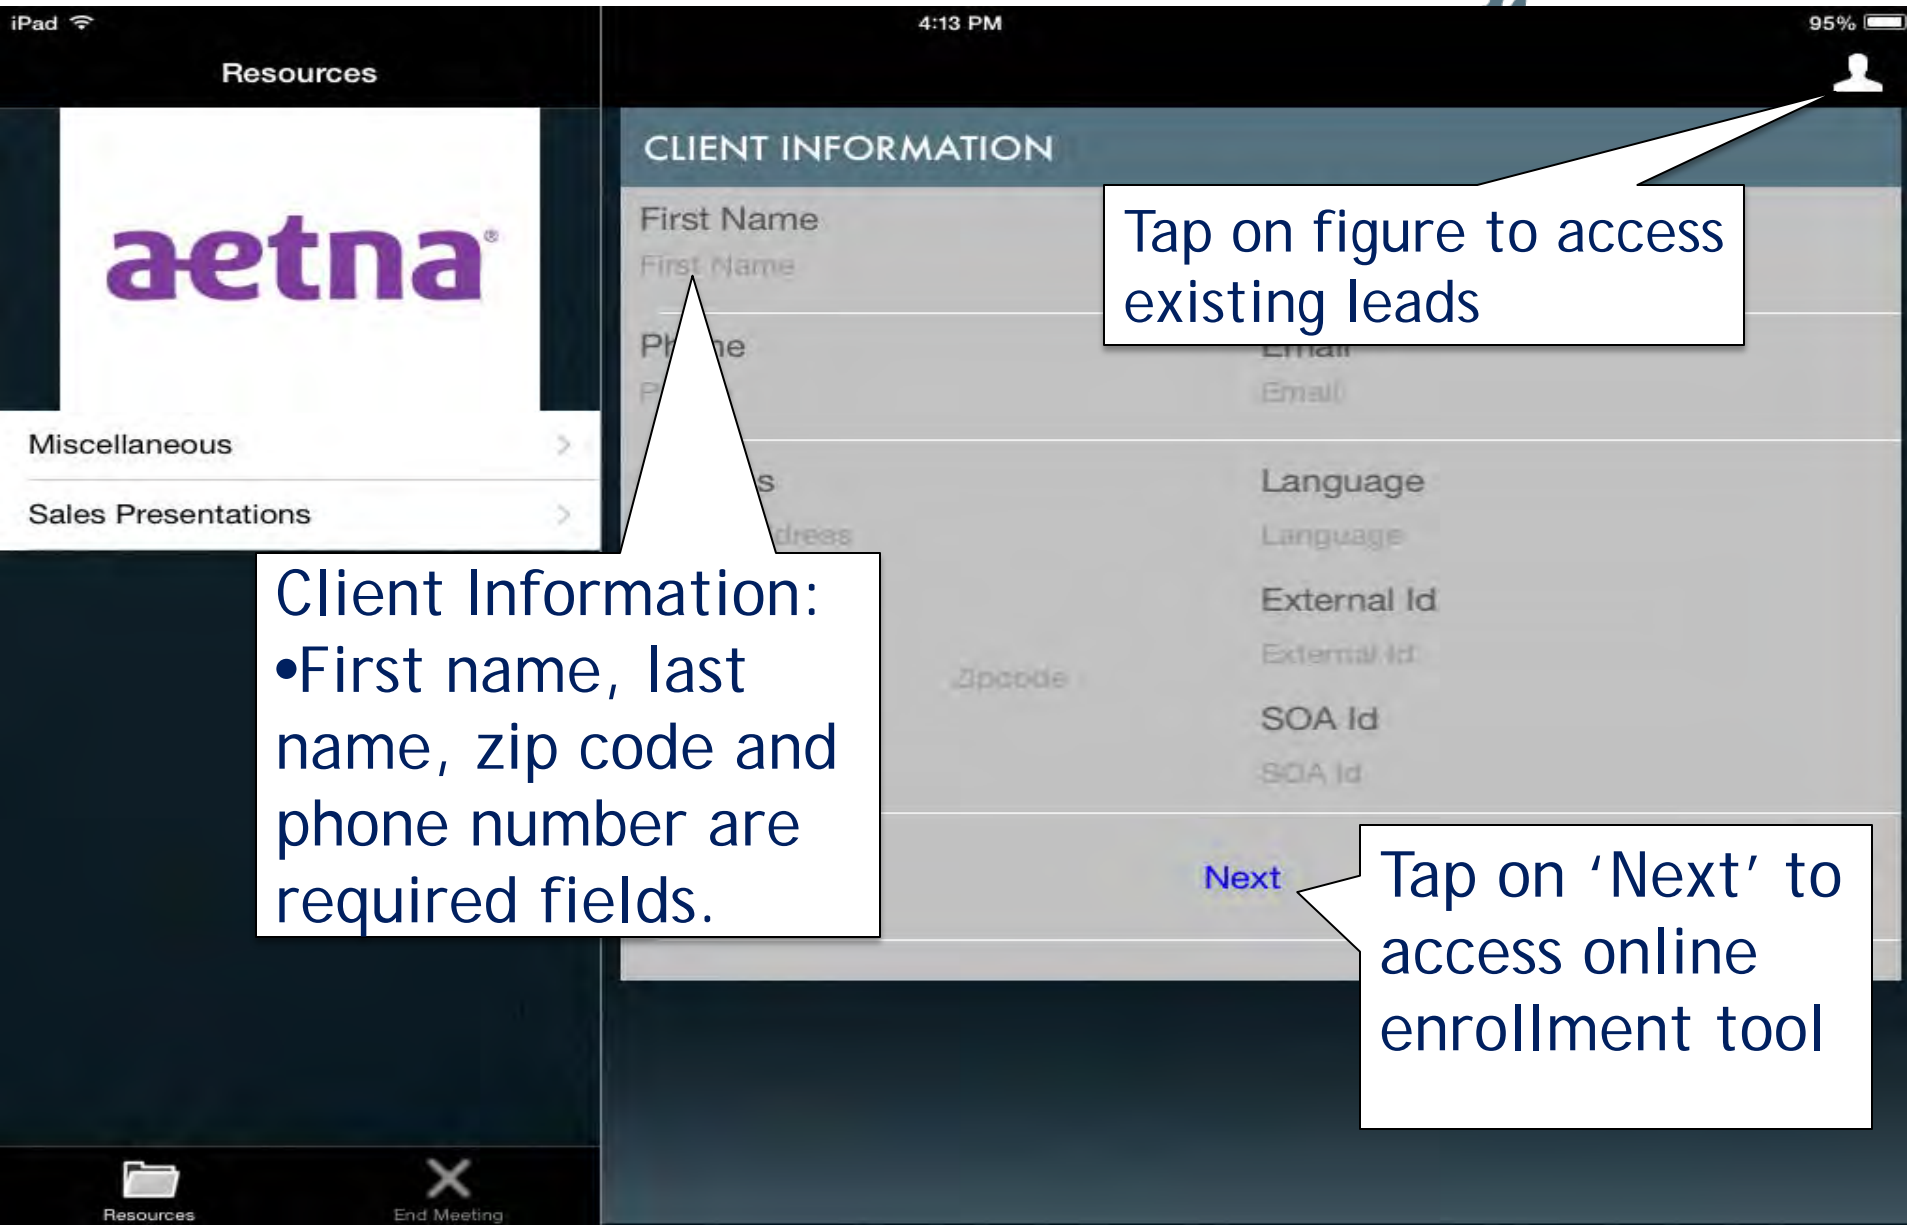 iPad
4:13 PM
95%
Resources
aetna®
Miscellaneous
Sales Presentations
CLIENT INFORMATION
First Name
First Name
Tap on figure to access
existing leads
Email
Email
Language
Language
External Id
External Id
Zipcode
SOA Id
SOA Id
Client Information:
•First name, last
name, zip code and
phone number are
required fields.
Next
Tap on ‘Next’ to
access online
enrollment tool
Resources
End Meeting